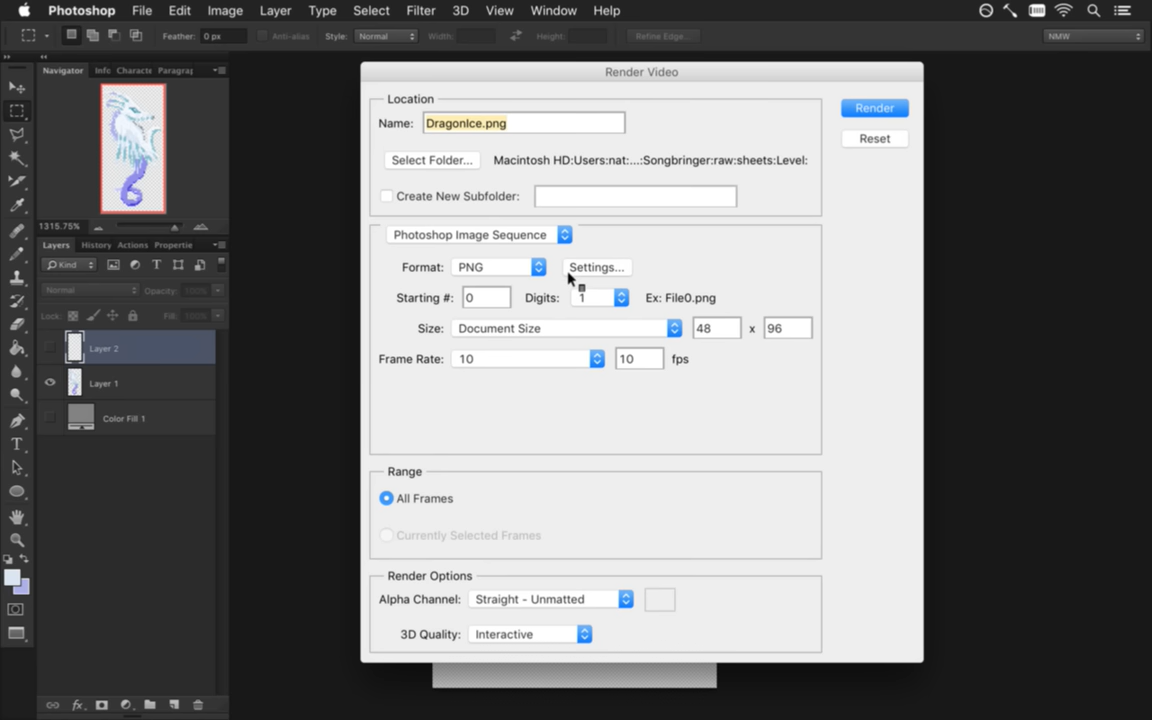 Photoshop File Edit Image Layer Type Select Filter 3D View Window Help
Feather: 0 px Anti-alias Style: Normal Width: Height: Refine Edge... NMW
Navigator Info Characte Paragraj
1315.75%
Layers History Actions Propertie
Kind
Normal Opacity: 100%
Lock: Fill:
Layer 2
Layer 1
Color Fill 1
Render Video
Location
Name: DragonIce.png
Select Folder... Macintosh HD:Users:nat:...:Songbringer:raw:sheets:Level:
Create New Subfolder:
Photoshop Image Sequence
Format: PNG Settings...
Starting #: 0 Digits: 1 Ex: File0.png
Size: Document Size 48 x 96
Frame Rate: 10 10 fps
Range
All Frames
Currently Selected Frames
Render Options
Alpha Channel: Straight - Unmatted
3D Quality: Interactive
Render
Reset